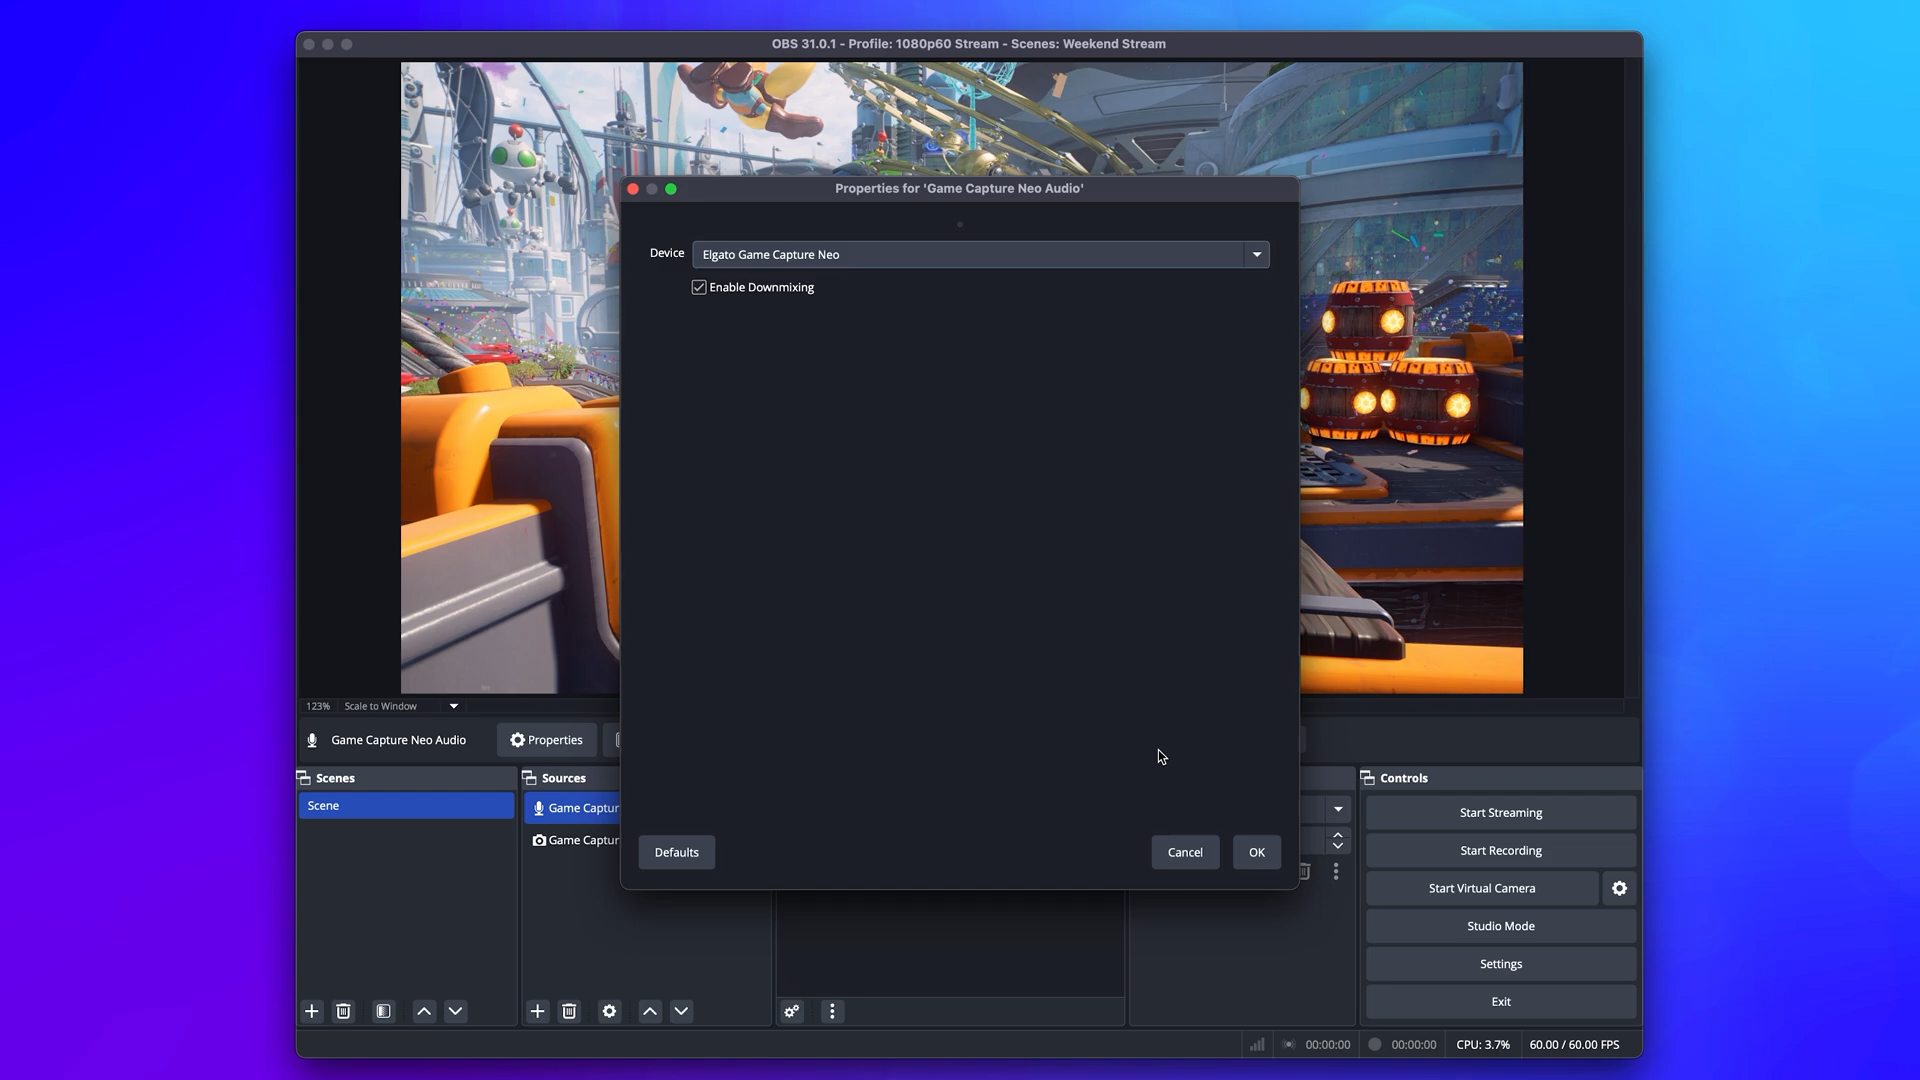 OBS 31.0.1 - Profile: 1080p60 Stream - Scenes: Weekend Stream
Properties for 'Game Capture Neo Audio'
Device
Elgato Game Capture Neo
Enable Downmixing
Defaults
Cancel
OK
123%
Scale to Window
Game Capture Neo Audio
Properties
Scenes
Scene
Sources
Game Captur
Game Captur
Controls
Start Streaming
Start Recording
Start Virtual Camera
Studio Mode
Settings
Exit
00:00:00
00:00:00
CPU: 3.7%
60.00 / 60.00 FPS